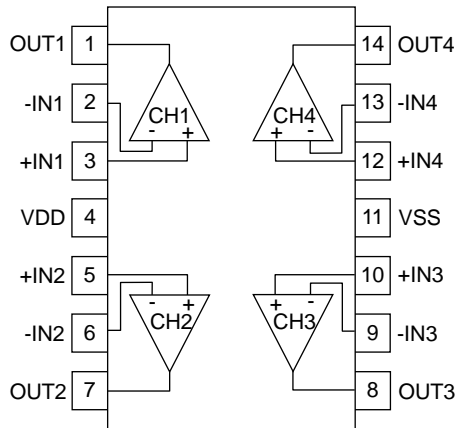 OUT1 1 14 OUT4
-IN1 2 CH1 CH4 13 -IN4
- + + -
+IN1 3 12 +IN4
VDD 4 11 VSS
+IN2 5 10 +IN3
- + + -
-IN2 6 CH2 CH3 9 -IN3
OUT2 7 8 OUT3